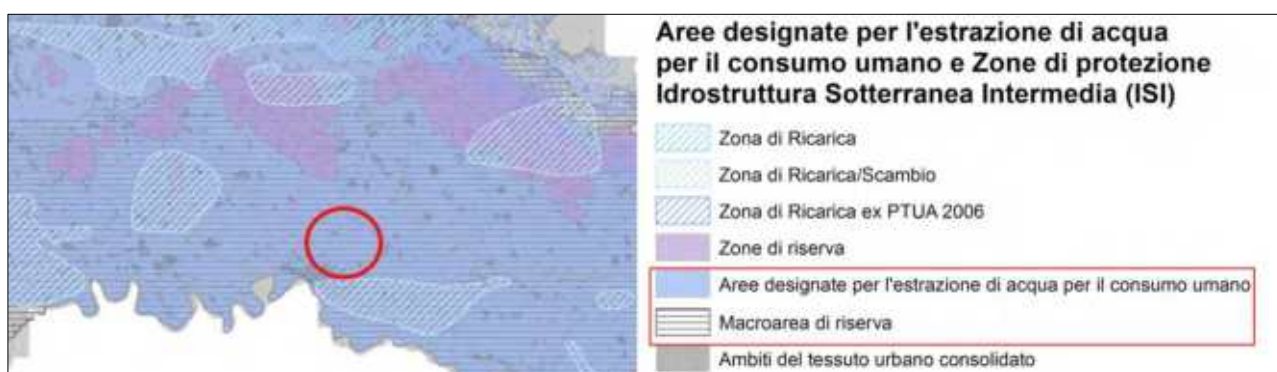 Aree designate per l'estrazione di acqua
per il consumo umano e Zone di protezione
Idrostruttura Sotterranea Intermedia (ISI)
Zona di Ricarica
Zona di Ricarica/Scambio
Zona di Ricarica ex PTUA 2006
Zone di riserva
Aree designate per l'estrazione di acqua per il consumo umano
Macroarea di riserva
Ambiti del tessuto urbano consolidato